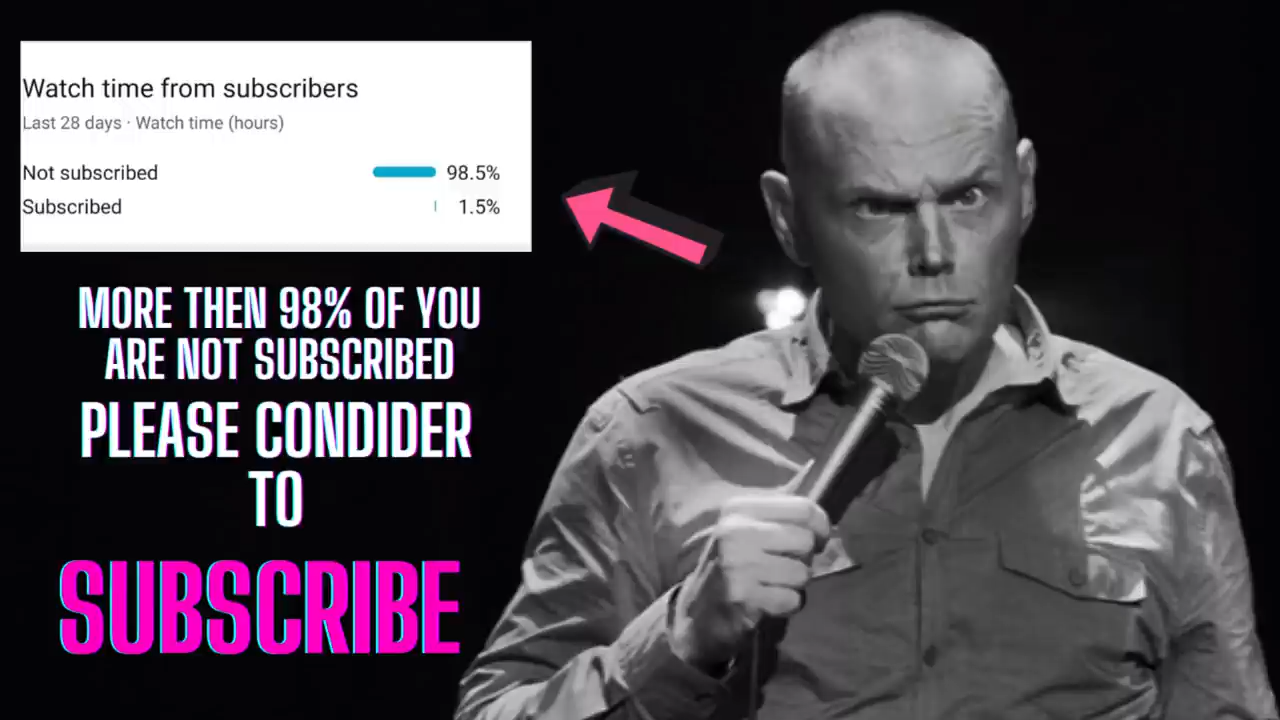 Watch time from subscribers
Last 28 days · Watch time (hours)
Not subscribed 98.5%
Subscribed 1.5%
MORE THEN 98% OF YOU
ARE NOT SUBSCRIBED
PLEASE CONDIDER
TO
SUBSCRIBE